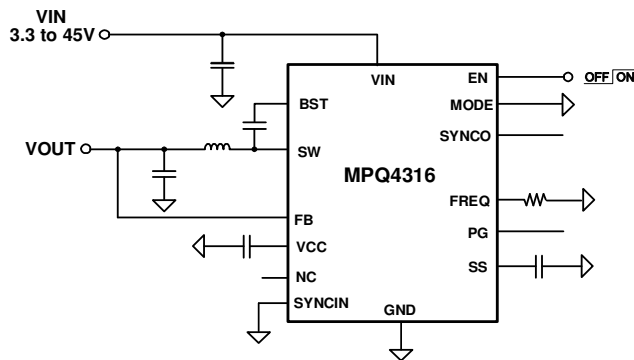 VIN
3.3 to 45V
VIN
EN
OFF ON
BST
MODE
SYNCO
VOUT
SW
MPQ4316
FREQ
FB
PG
VCC
SS
NC
SYNCIN
GND